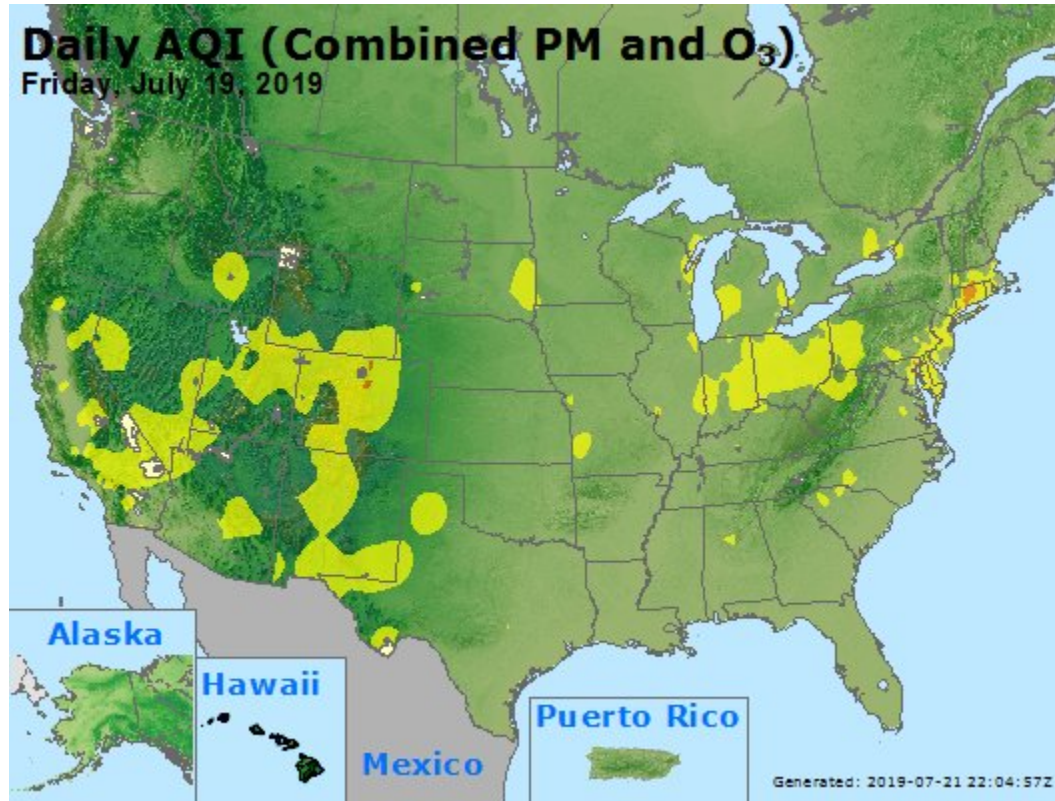 Daily AQI (Combined PM and O₃)
Friday, July 19, 2019
Alaska
Hawaii
Mexico
Puerto Rico
Generated: 2019-07-21 22:04:57Z